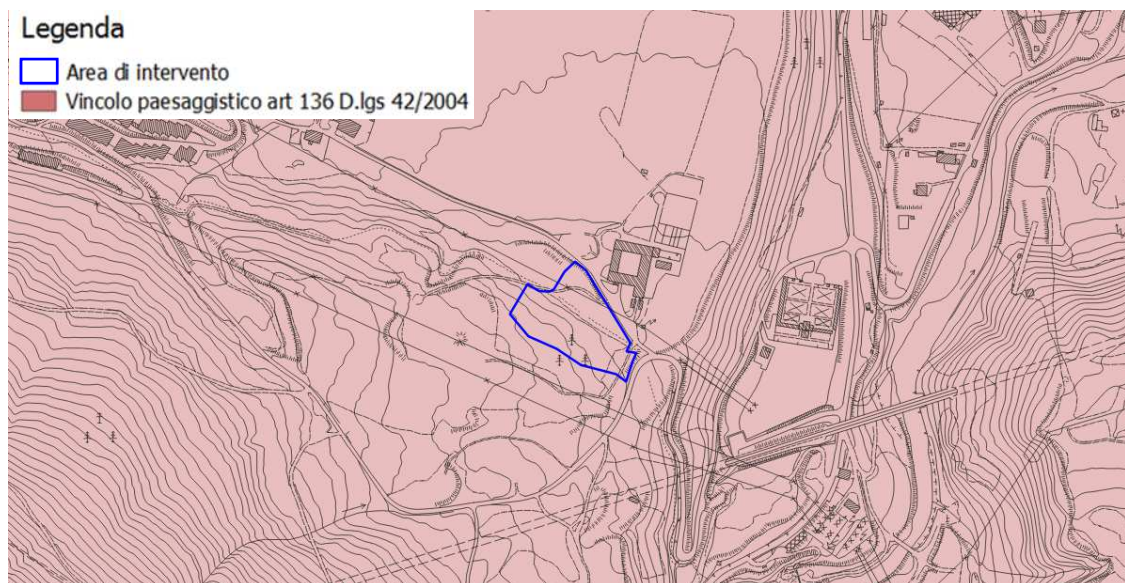 Legenda
Area di intervento
Vincolo paesaggistico art 136 D.lgs 42/2004